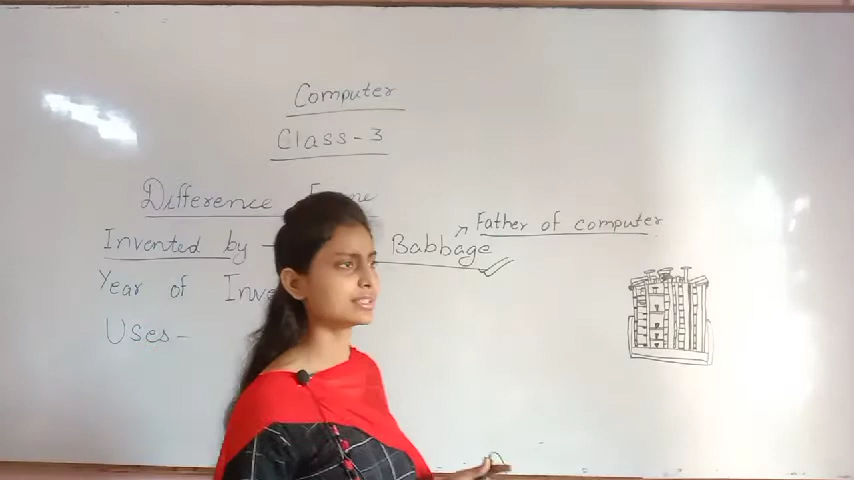 Computer
Class-3
Difference
Father of computer
Invented by - Babbage
Year of
Uses-